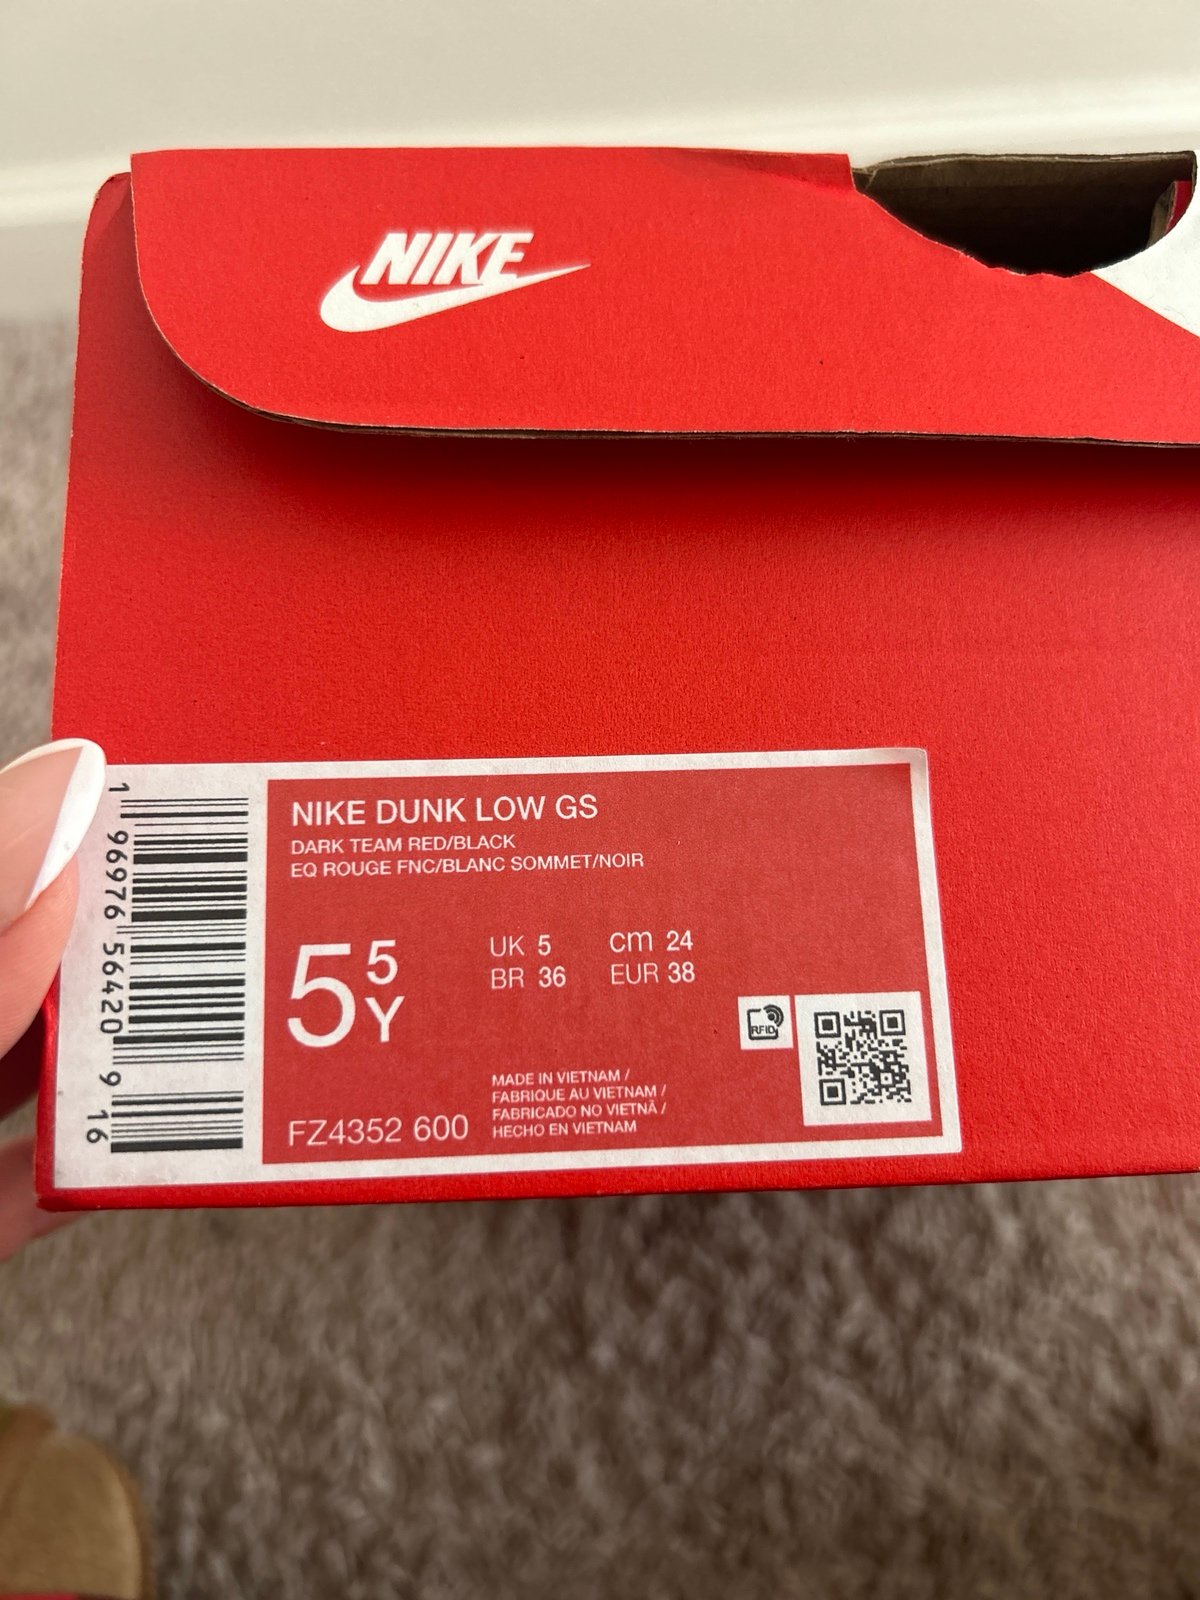 NIKE
NIKE DUNK LOW GS
DARK TEAM RED/BLACK
EQ ROUGE FNC/BLANC SOMMET/NOIR
5 5 Y
UK 5 cm 24
BR 36 EUR 38
RFID
MADE IN VIETNAM /
FABRIQUE AU VIETNAM /
FABRICADO NO VIETNÃ /
HECHO EN VIETNAM
FZ4352 600
1 96976 56420 9 16